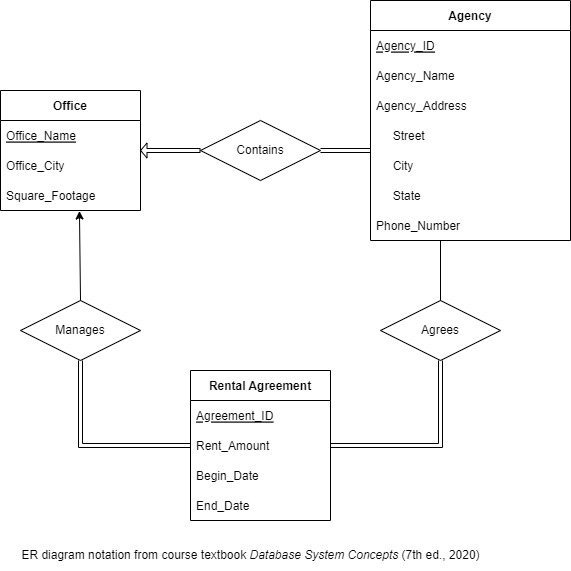 Agency
Agency_ID
Agency_Name
Agency_Address
Street
City
State
Phone_Number
Office
Office_Name
Office_City
Square_Footage
Contains
Manages
Agrees
Rental Agreement
Agreement_ID
Rent_Amount
Begin_Date
End_Date
ER diagram notation from course textbook Database System Concepts (7th ed., 2020)